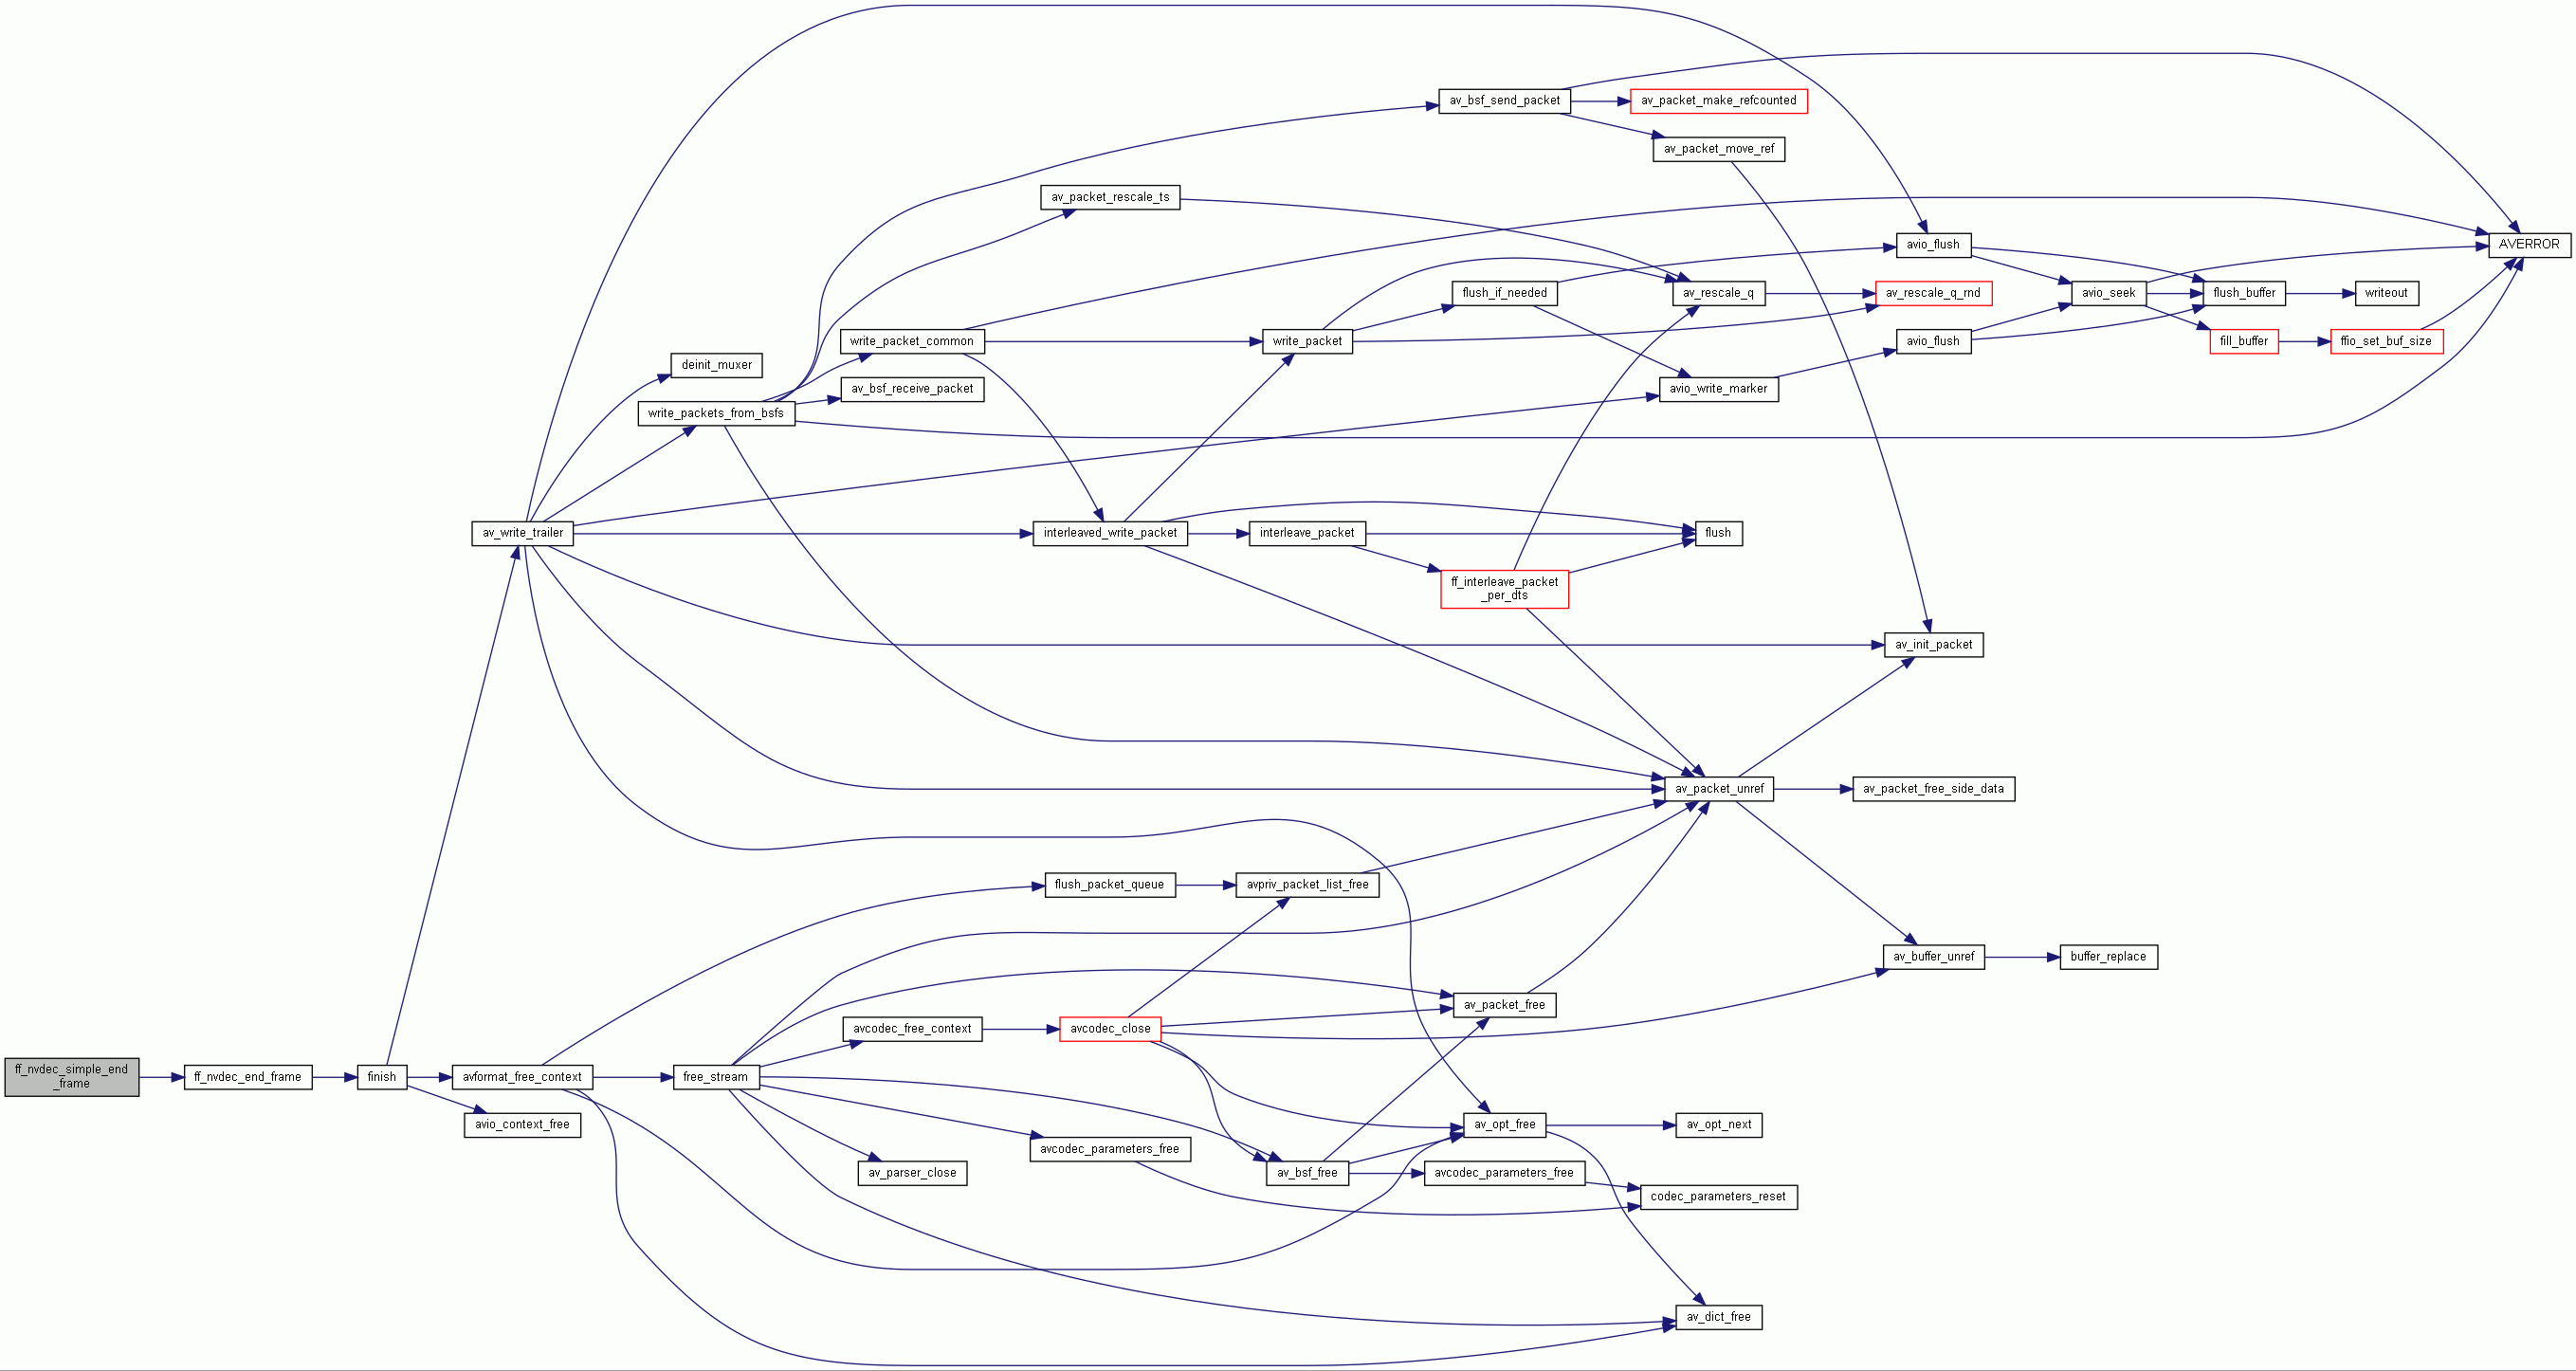 av_bsf_send_packet
av_packet_make_refcounted
av_packet_move_ref
av_packet_rescale_ts
avio_flush
AVERROR
flush_if_needed
av_rescale_q
av_rescale_q_rnd
avio_seek
flush_buffer
writeout
write_packet_common
write_packet
avio_flush
fill_buffer
ffio_set_buf_size
deinit_muxer
av_bsf_receive_packet
avio_write_marker
write_packets_from_bsfs
av_write_trailer
interleaved_write_packet
interleave_packet
flush
ff_interleave_packet
_per_dts
av_init_packet
av_packet_unref
av_packet_free_side_data
flush_packet_queue
avpriv_packet_list_free
av_buffer_unref
buffer_replace
av_packet_free
avcodec_free_context
avcodec_close
ff_nvdec_simple_end
_frame
ff_nvdec_end_frame
finish
avformat_free_context
free_stream
avio_context_free
av_opt_free
av_opt_next
avcodec_parameters_free
av_parser_close
av_bsf_free
avcodec_parameters_free
codec_parameters_reset
av_dict_free